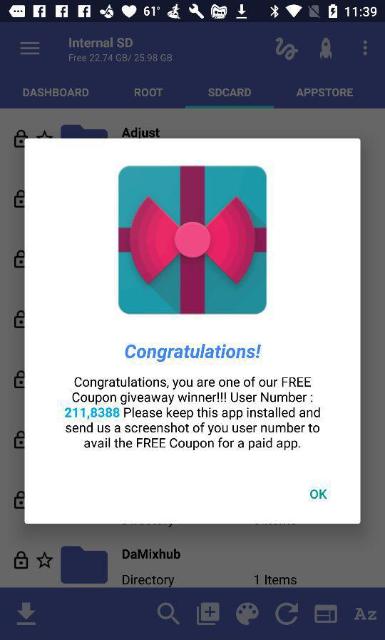 61° 11:39
Internal SD
Free 22.74 GB/ 25.98 GB
DASHBOARD ROOT SDCARD APPSTORE
Adjust
Congratulations!
Congratulations, you are one of our FREE
Coupon giveaway winner!!! User Number :
211,8388 Please keep this app installed and
send us a screenshot of you user number to
avail the FREE Coupon for a paid app.
OK
DaMixhub
Directory 1 Items
Az